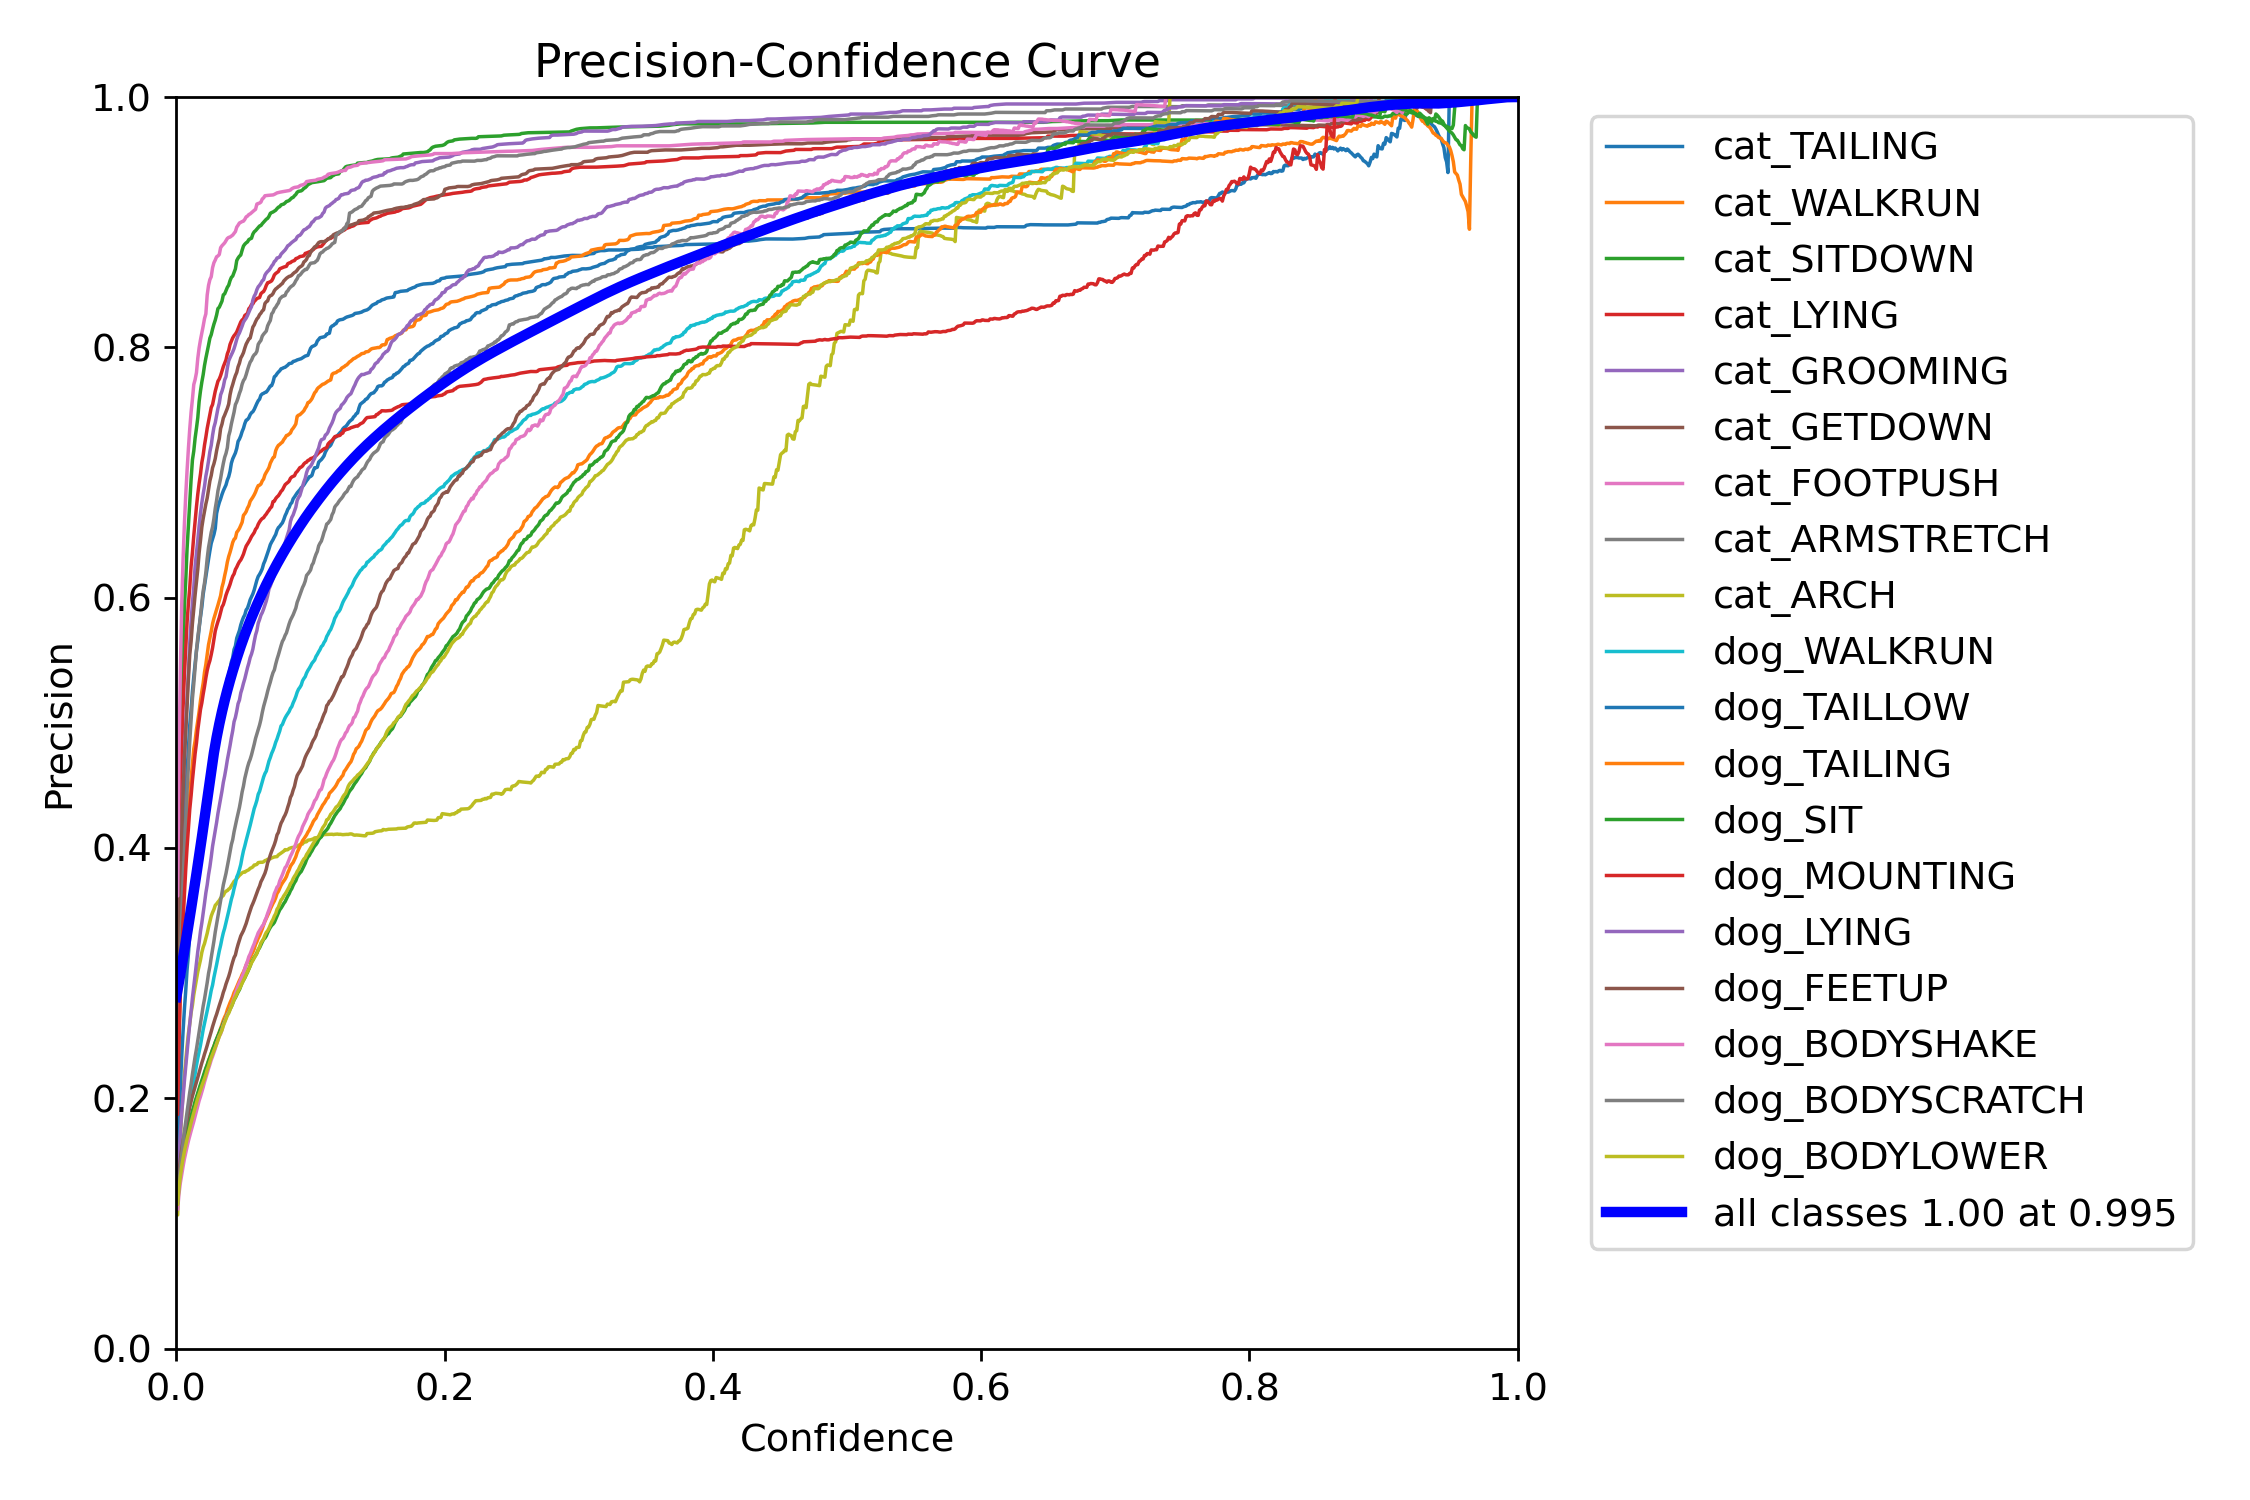 Precision-Confidence Curve
1.0
0.8
0.6
0.4
0.2
0.0
Precision
0.0 0.2 0.4 0.6 0.8 1.0
Confidence
cat_TAILING
cat_WALKRUN
cat_SITDOWN
cat_LYING
cat_GROOMING
cat_GETDOWN
cat_FOOTPUSH
cat_ARMSTRETCH
cat_ARCH
dog_WALKRUN
dog_TAILLOW
dog_TAILING
dog_SIT
dog_MOUNTING
dog_LYING
dog_FEETUP
dog_BODYSHAKE
dog_BODYSCRATCH
dog_BODYLOWER
all classes 1.00 at 0.995